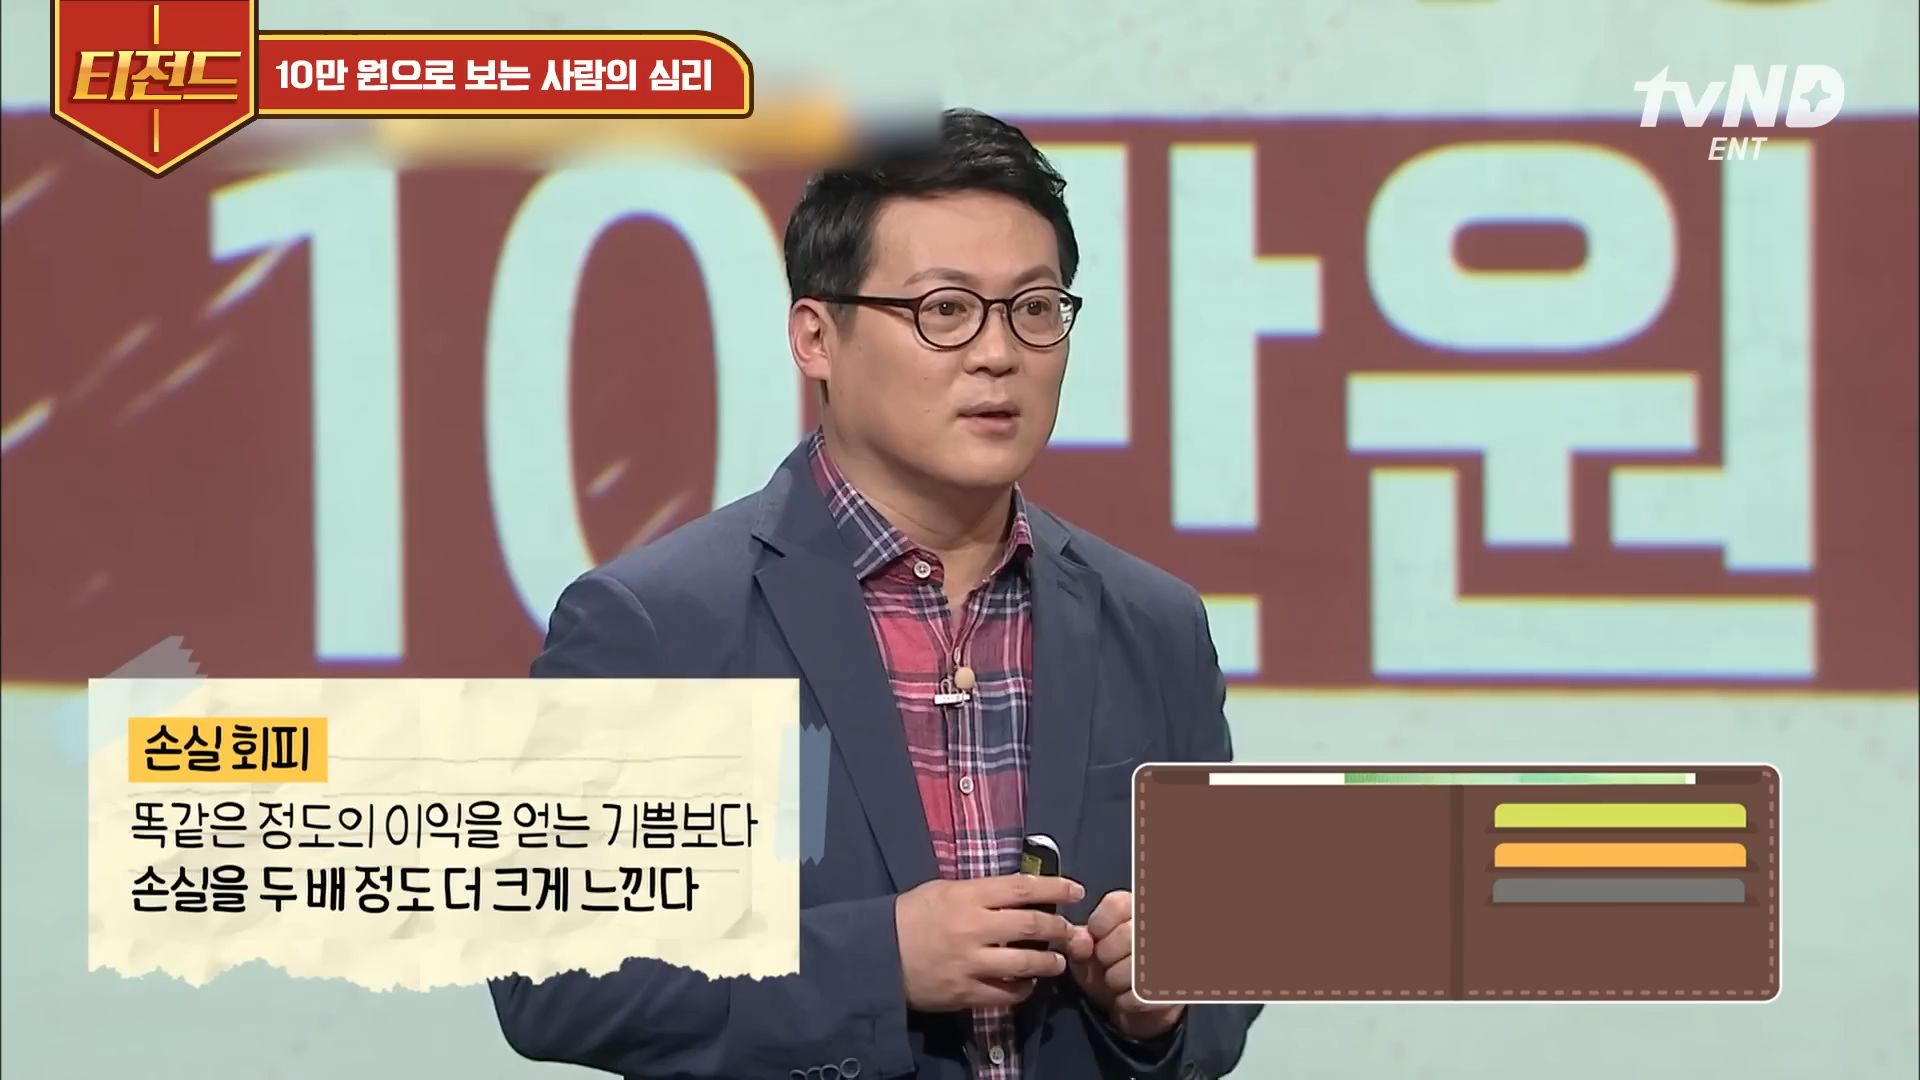 티전드
10만 원으로 보는 사람의 심리
tvND
ENT
10만원
손실 회피
똑같은 정도의 이익을 얻는 기쁨보다
손실을 두 배 정도 더 크게 느낀다